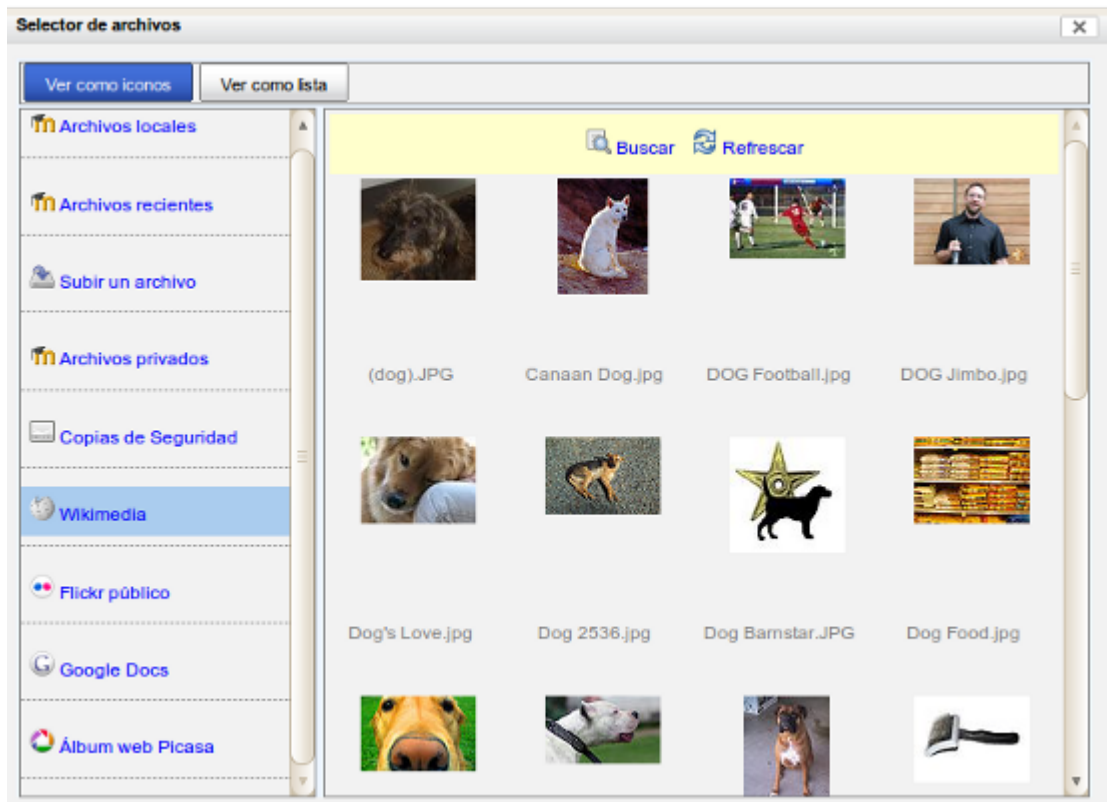 Selector de archivos
Ver como iconos
Ver como lista
Archivos locales
Archivos recientes
Subir un archivo
Archivos privados
Copias de Seguridad
Wikimedia
Flickr público
Google Docs
Álbum web Picasa
Buscar
Refrescar
(dog).JPG
Canaan Dog.jpg
DOG Football.jpg
DOG Jimbo.jpg
Dog's Love.jpg
Dog 2536.jpg
Dog Barnstar.JPG
Dog Food.jpg